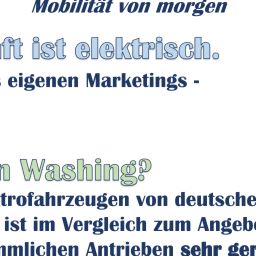 Mobilität von morgen
ft ist elektrisch.
s eigenen Marketings -
n Washing?
trofahrzeugen von deutsche
ist im Vergleich zum Angeb
mlichen Antrieben sehr ger